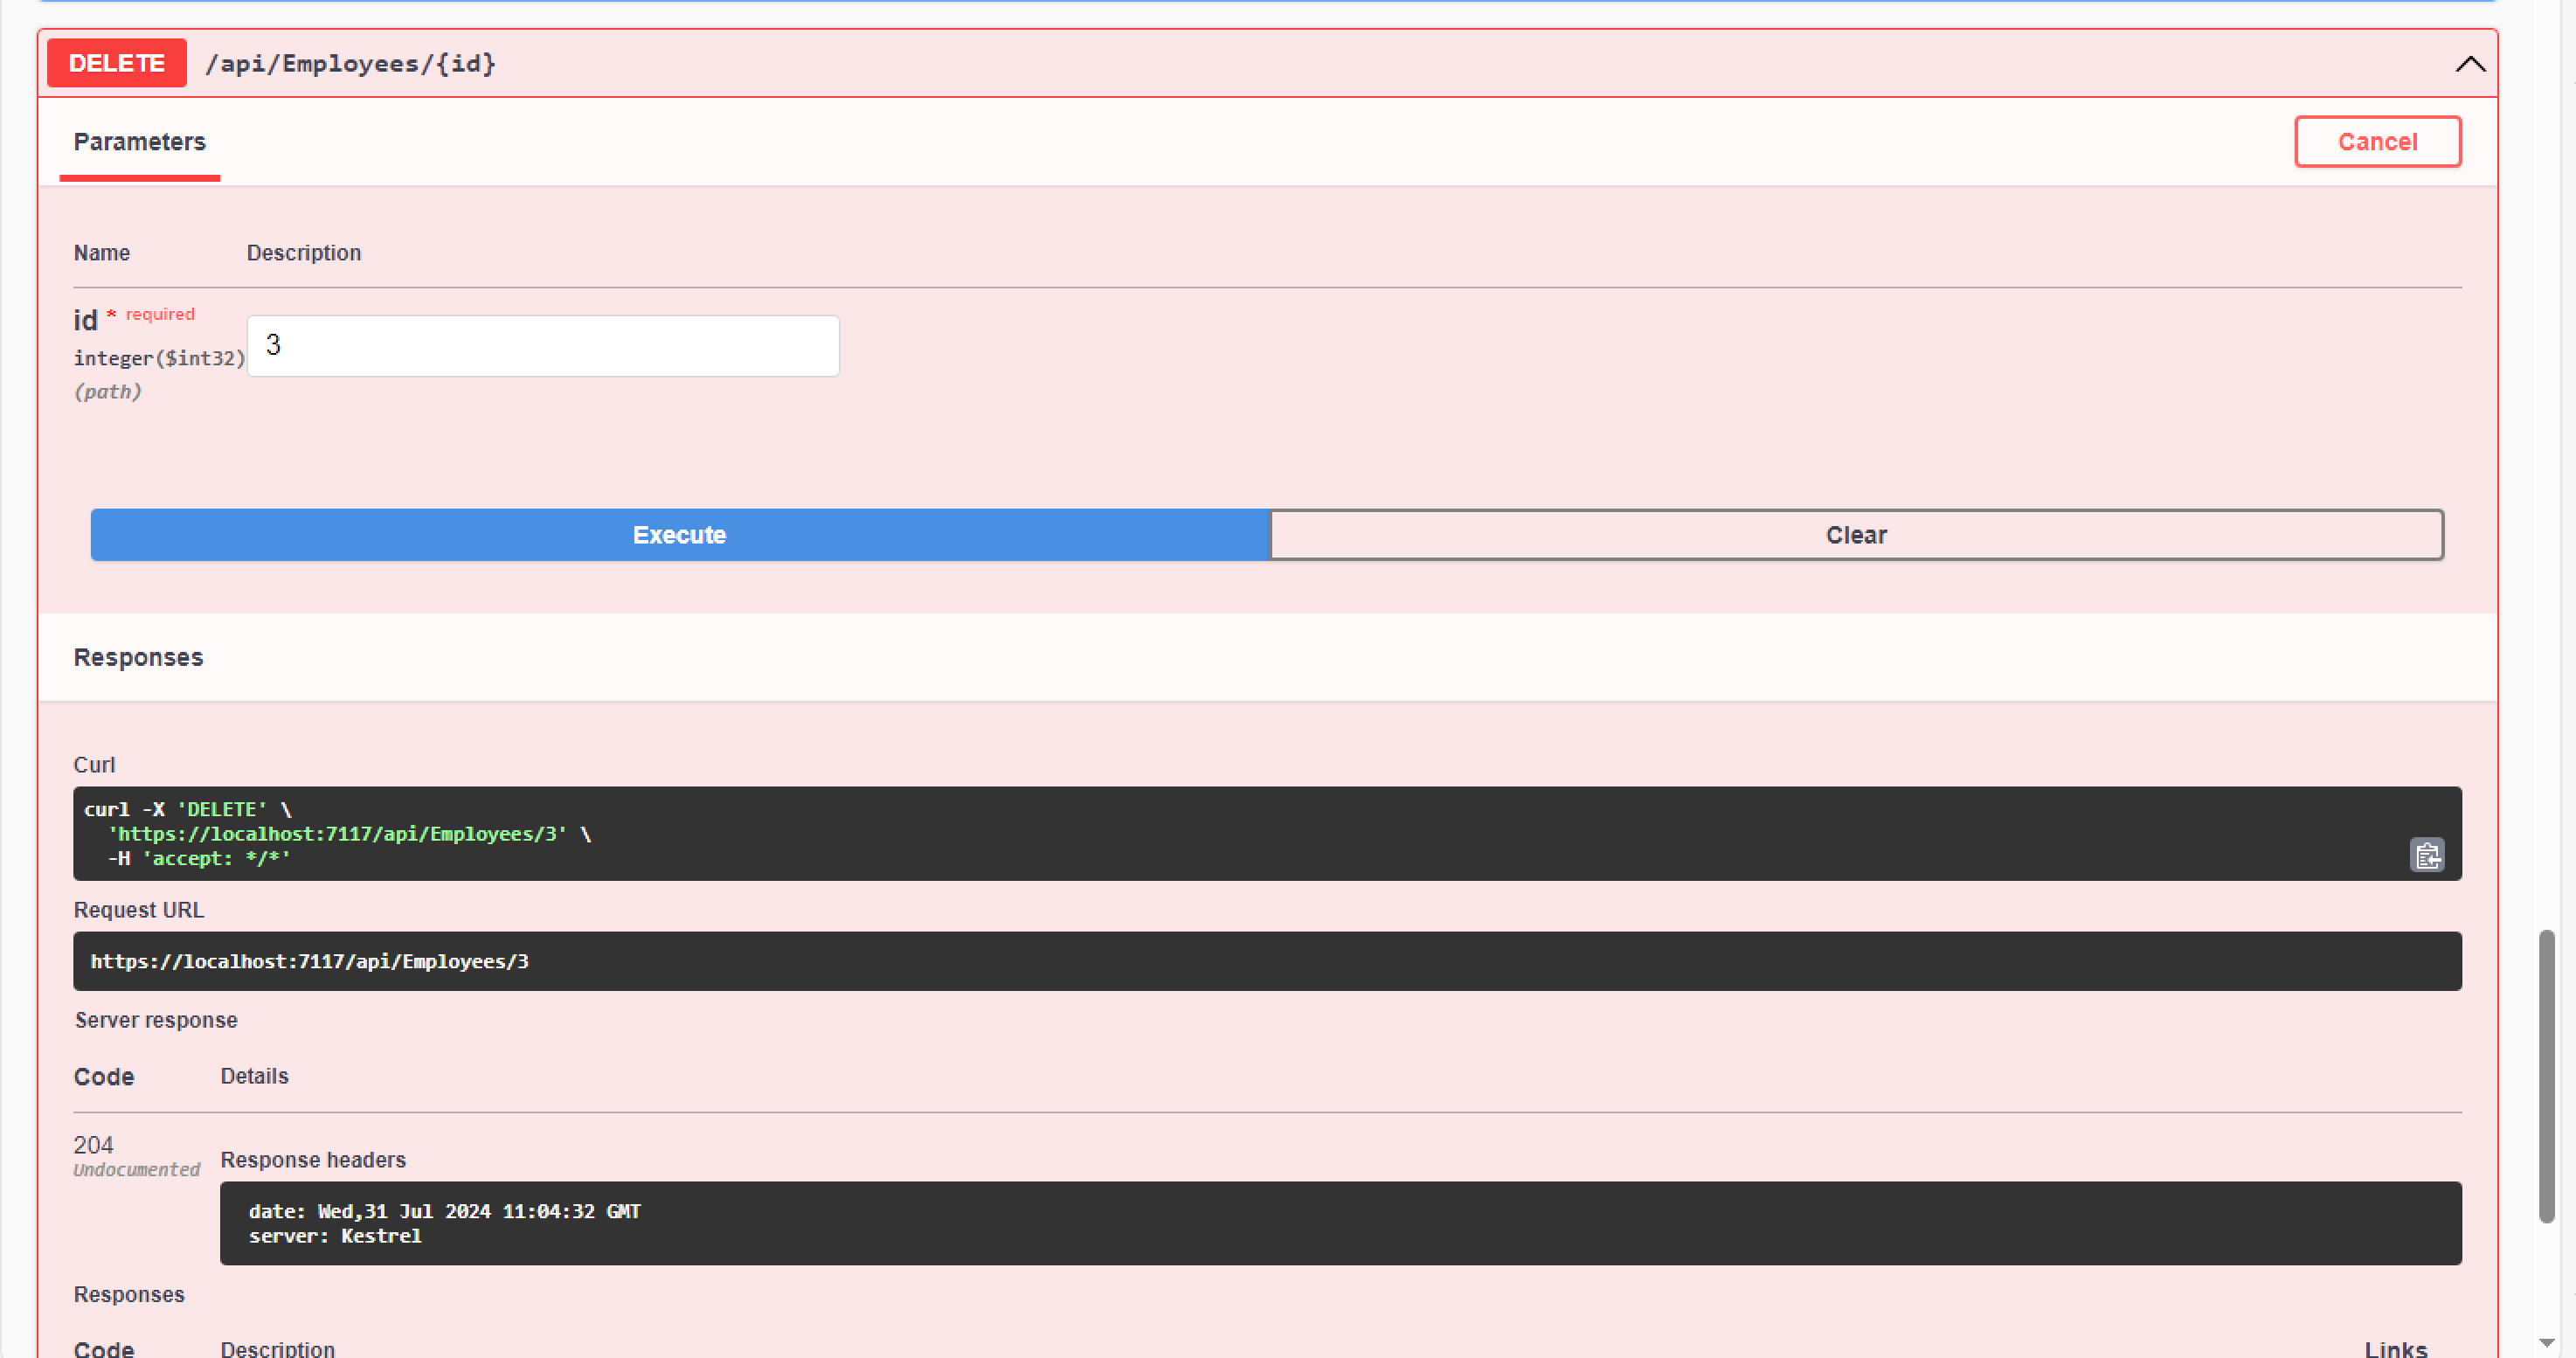 DELETE /api/Employees/{id}
Parameters
Cancel
Name Description
id * required
integer($int32)
(path)
3
Execute
Clear
Responses
Curl
curl -X 'DELETE' \
'https://localhost:7117/api/Employees/3' \
-H 'accept: */*'
Request URL
https://localhost:7117/api/Employees/3
Server response
Code Details
204
Undocumented
Response headers
date: Wed,31 Jul 2024 11:04:32 GMT
server: Kestrel
Responses
Code Description Links